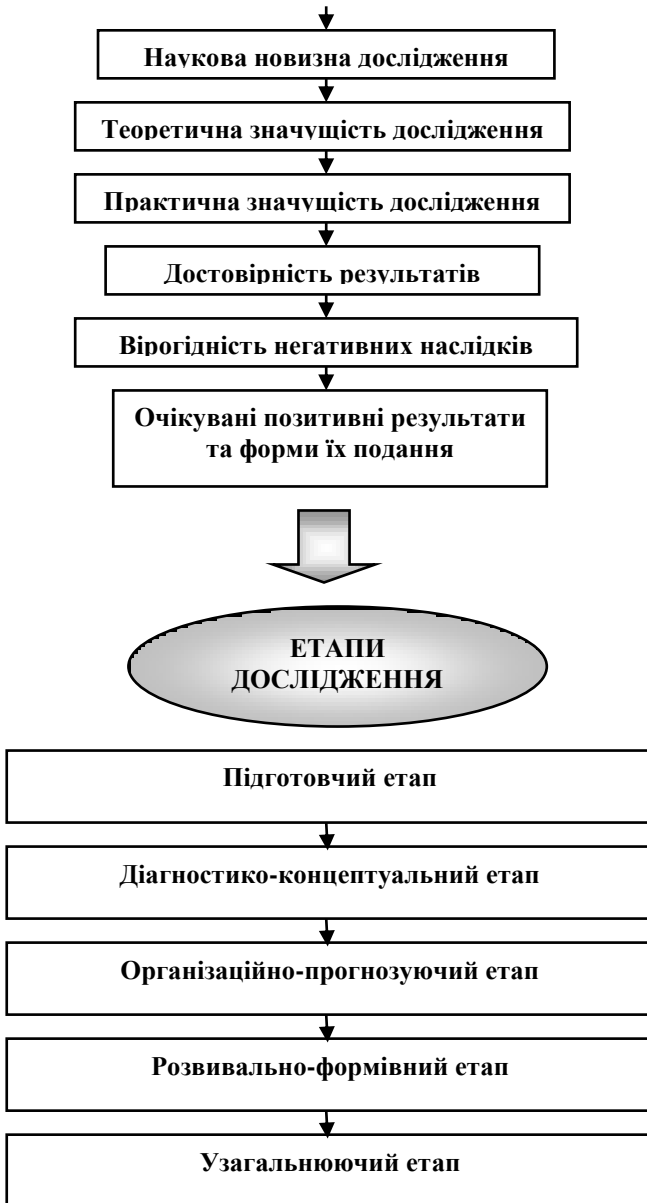 Наукова новизна дослідження
Теоретична значущість дослідження
Практична значущість дослідження
Достовірність результатів
Вірогідність негативних наслідків
Очікувані позитивні результати
та форми їх подання
ЕТАПИ
ДОСЛІДЖЕННЯ
Підготовчий етап
Діагностико-концептуальний етап
Організаційно-прогнозуючий етап
Розвивально-формівний етап
Узагальнюючий етап